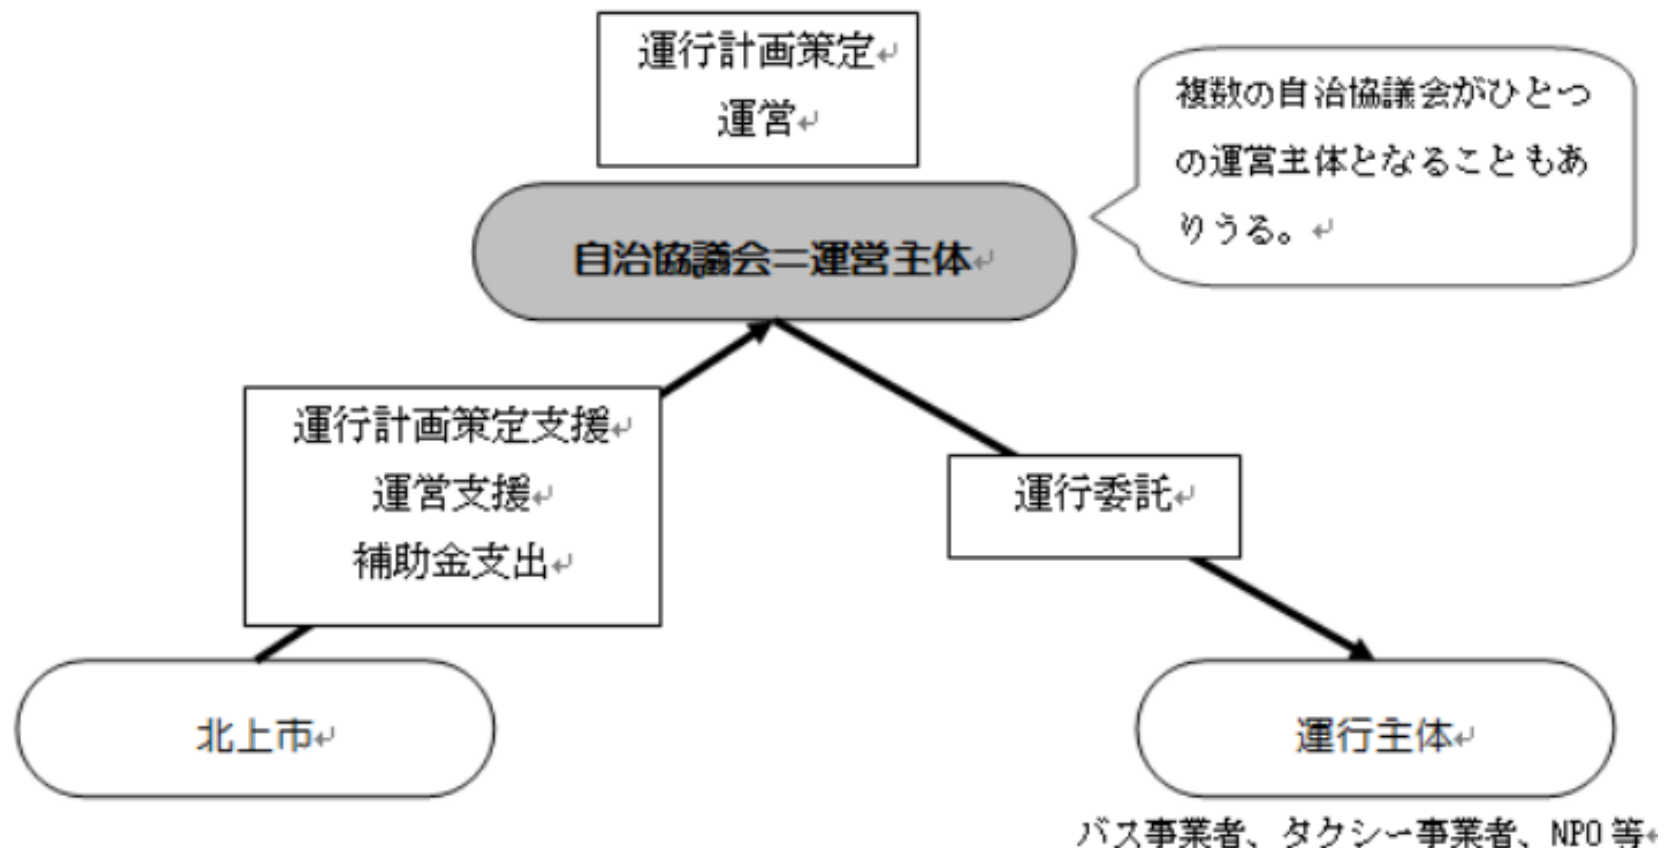 運行計画策定
運営
複数の自治協議会がひとつ
の運営主体となることもあ
りうる。
自治協議会＝運営主体
運行計画策定支援
運営支援
補助金支出
運行委託
北上市
運行主体
バス事業者、タクシー事業者、NPO等